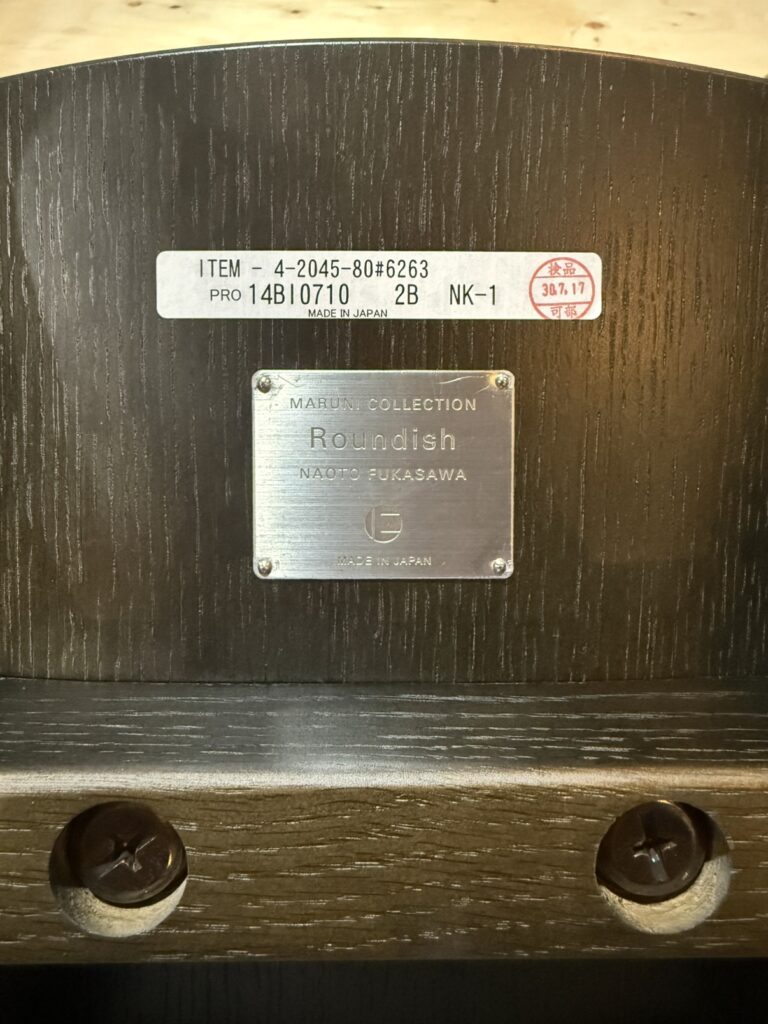 ITEM - 4-2045-80#6263
PRO 14BI0710 2B NK-1
MADE IN JAPAN
検品
30.7.17
可部
MARUNI COLLECTION
Roundish
NAOTO FUKASAWA
MADE IN JAPAN